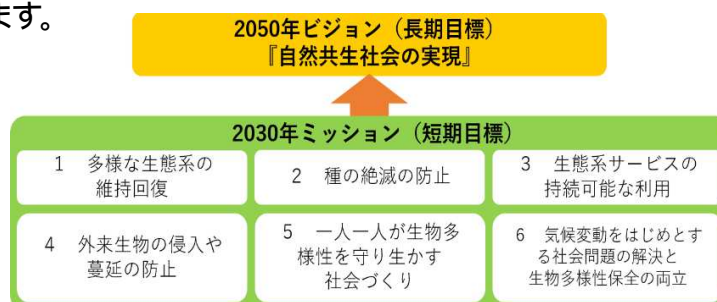 ます。
2050年ビジョン（長期目標）
『自然共生社会の実現』
2030年ミッション（短期目標）
1 多様な生態系の
維持回復
2 種の絶滅の防止
3 生態系サービスの
持続可能な利用
4 外来生物の侵入や
蔓延の防止
5 一人一人が生物多
様性を守り生かす
社会づくり
6 気候変動をはじめとす
る社会問題の解決と
生物多様性保全の両立